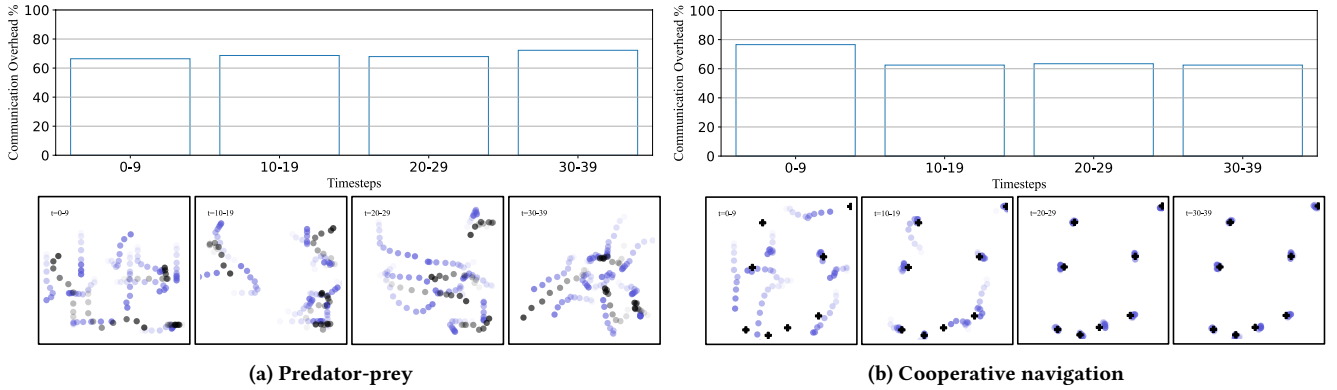 Communication Overhead %
100
80
60
40
20
0
0-9
10-19
20-29
30-39
Timesteps
t=0-9
t=10-19
t=20-29
t=30-39
(a) Predator-prey
Communication Overhead %
100
80
60
40
20
0
0-9
10-19
20-29
30-39
Timesteps
t=0-9
t=10-19
t=20-29
t=30-39
(b) Cooperative navigation